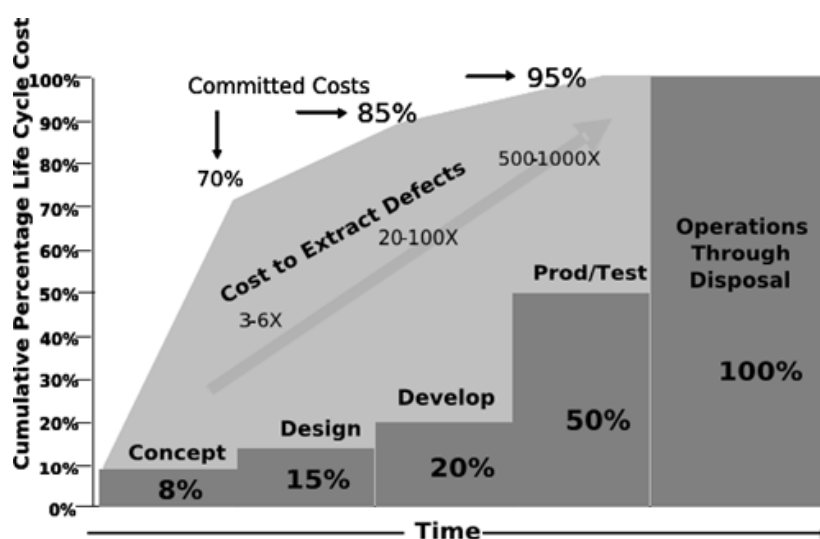 Cumulative Percentage Life Cycle Cost
100%
90%
80%
70%
60%
50%
40%
30%
20%
10%
0%
Committed Costs
70%
85%
95%
Cost to Extract Defects
3-6X
20-100X
500-1000X
Concept
8%
Design
15%
Develop
20%
Prod/Test
50%
Operations
Through
Disposal
100%
Time